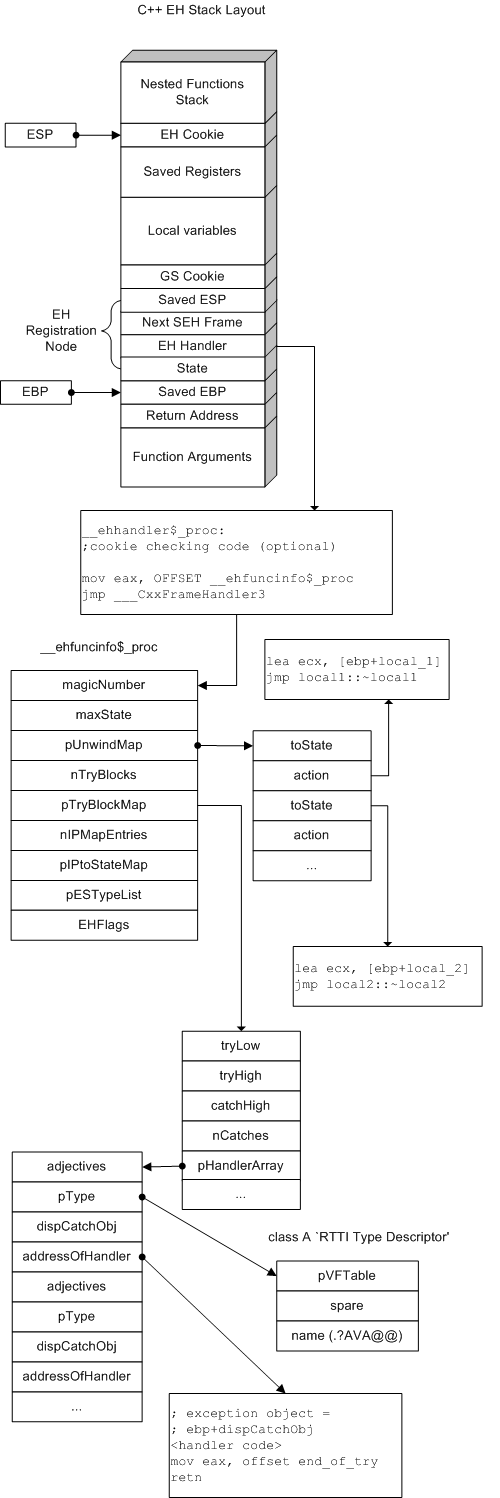 C++ EH Stack Layout
Nested Functions
Stack
ESP
EH Cookie
Saved Registers
Local variables
GS Cookie
Saved ESP
EH
Registration
Node
Next SEH Frame
EH Handler
State
EBP
Saved EBP
Return Address
Function Arguments
__ehhandler$_proc:
;cookie checking code (optional)
mov eax, OFFSET __ehfuncinfo$_proc
jmp ___CxxFrameHandler3
__ehfuncinfo$_proc
magicNumber
maxState
pUnwindMap
nTryBlocks
pTryBlockMap
nIPMapEntries
pIPtoStateMap
pESTypeList
EHFlags
lea ecx, [ebp+local_1]
jmp local1::~local1
toState
action
toState
action
...
lea ecx, [ebp+local_2]
jmp local2::~local2
tryLow
tryHigh
catchHigh
nCatches
pHandlerArray
...
adjectives
pType
dispCatchObj
addressOfHandler
adjectives
pType
dispCatchObj
addressOfHandler
...
class A `RTTI Type Descriptor'
pVFTable
spare
name (.?AVA@@)
; exception object =
; ebp+dispCatchObj
<handler code>
mov eax, offset end_of_try
retn